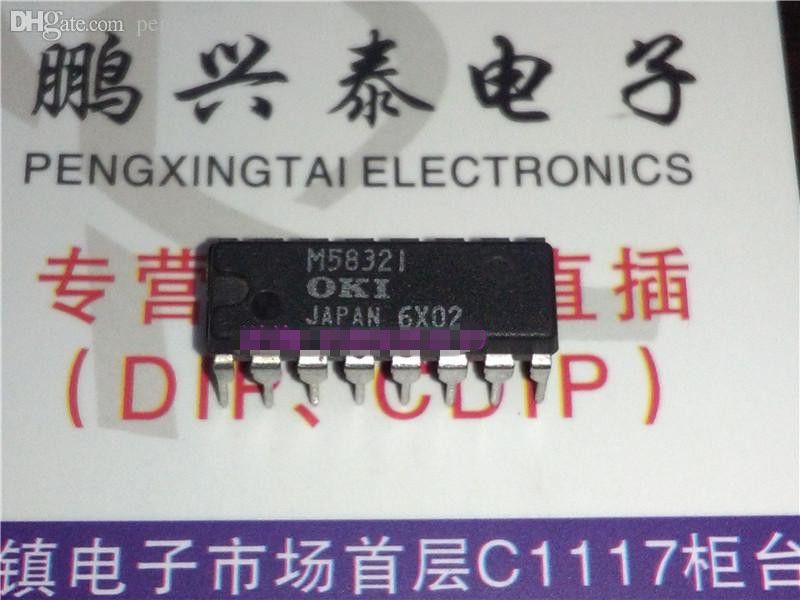 DHgate.com pen
鹏兴泰电子
PENGXINGTAI ELECTRONICS
专营 直插
M58321
OKI
JAPAN 6X02
(DIP、CDIP)
镇电子市场首层C1117柜台